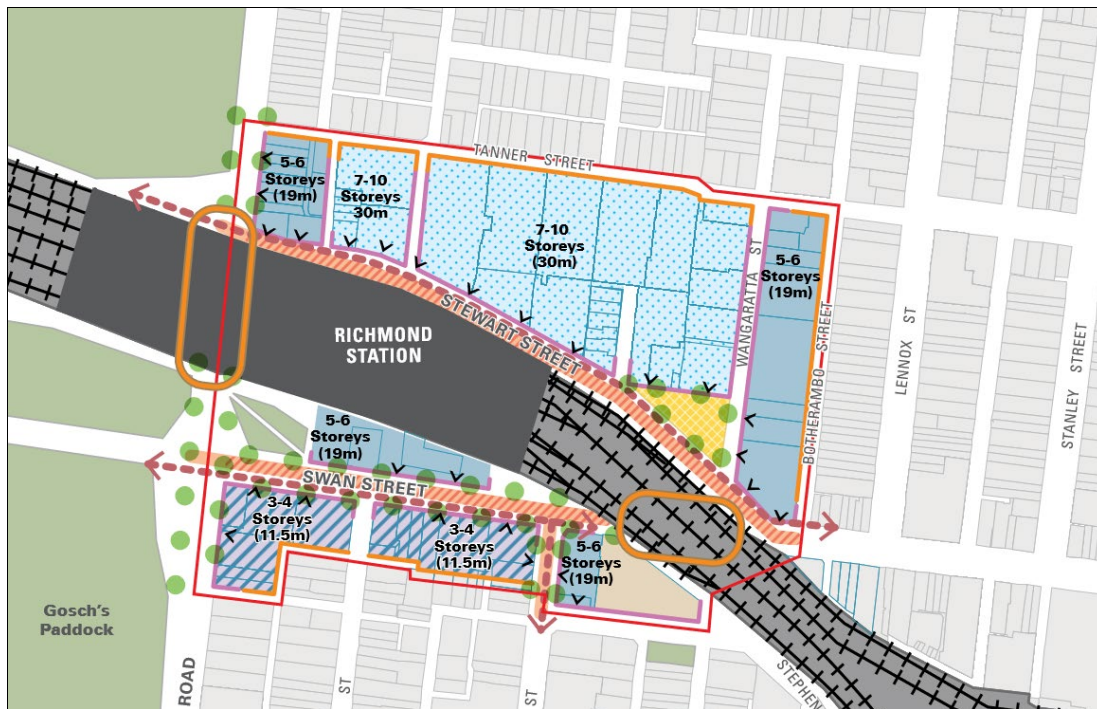 TANNER STREET
5-6
Storeys
(19m)
7-10
Storeys
30m
7-10
Storeys
(30m)
WANGARATTA ST
5-6
Storeys
(19m)
BOTHERAMBO STREET
LENNOX ST
STANLEY STREET
STEWART STREET
RICHMOND
STATION
5-6
Storeys
(19m)
SWAN STREET
3-4
Storeys
(11.5m)
3-4
Storeys
(11.5m)
5-6
Storeys
(19m)
Gosch's
Paddock
ROAD
ST
ST
STEPHEN